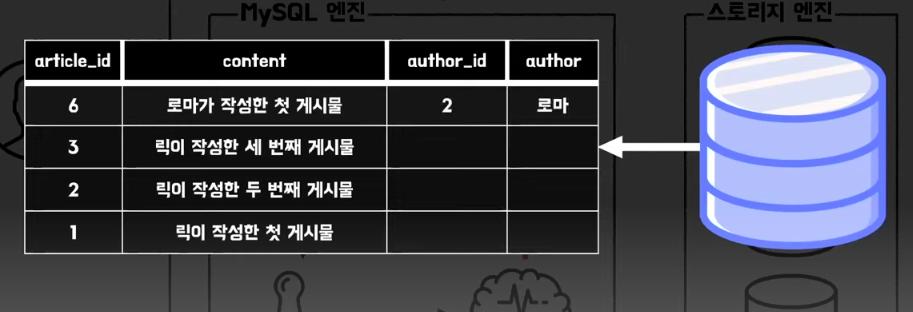 MySQL 엔진
스토리지 엔진
article_id content author_id author
6 로마가 작성한 첫 게시물 2 로마
3 릭이 작성한 세 번째 게시물
2 릭이 작성한 두 번째 게시물
1 릭이 작성한 첫 게시물